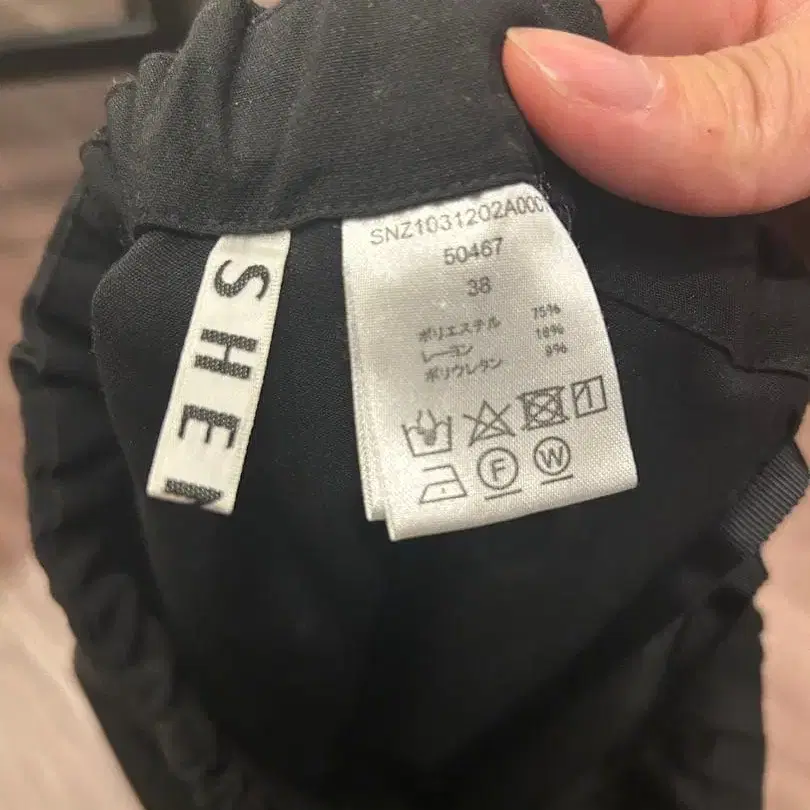 SHEN
SNZ1031202A000
50467
38
ポリエステル 75%
レーヨン 16%
ポリウレタン 9%
F
W